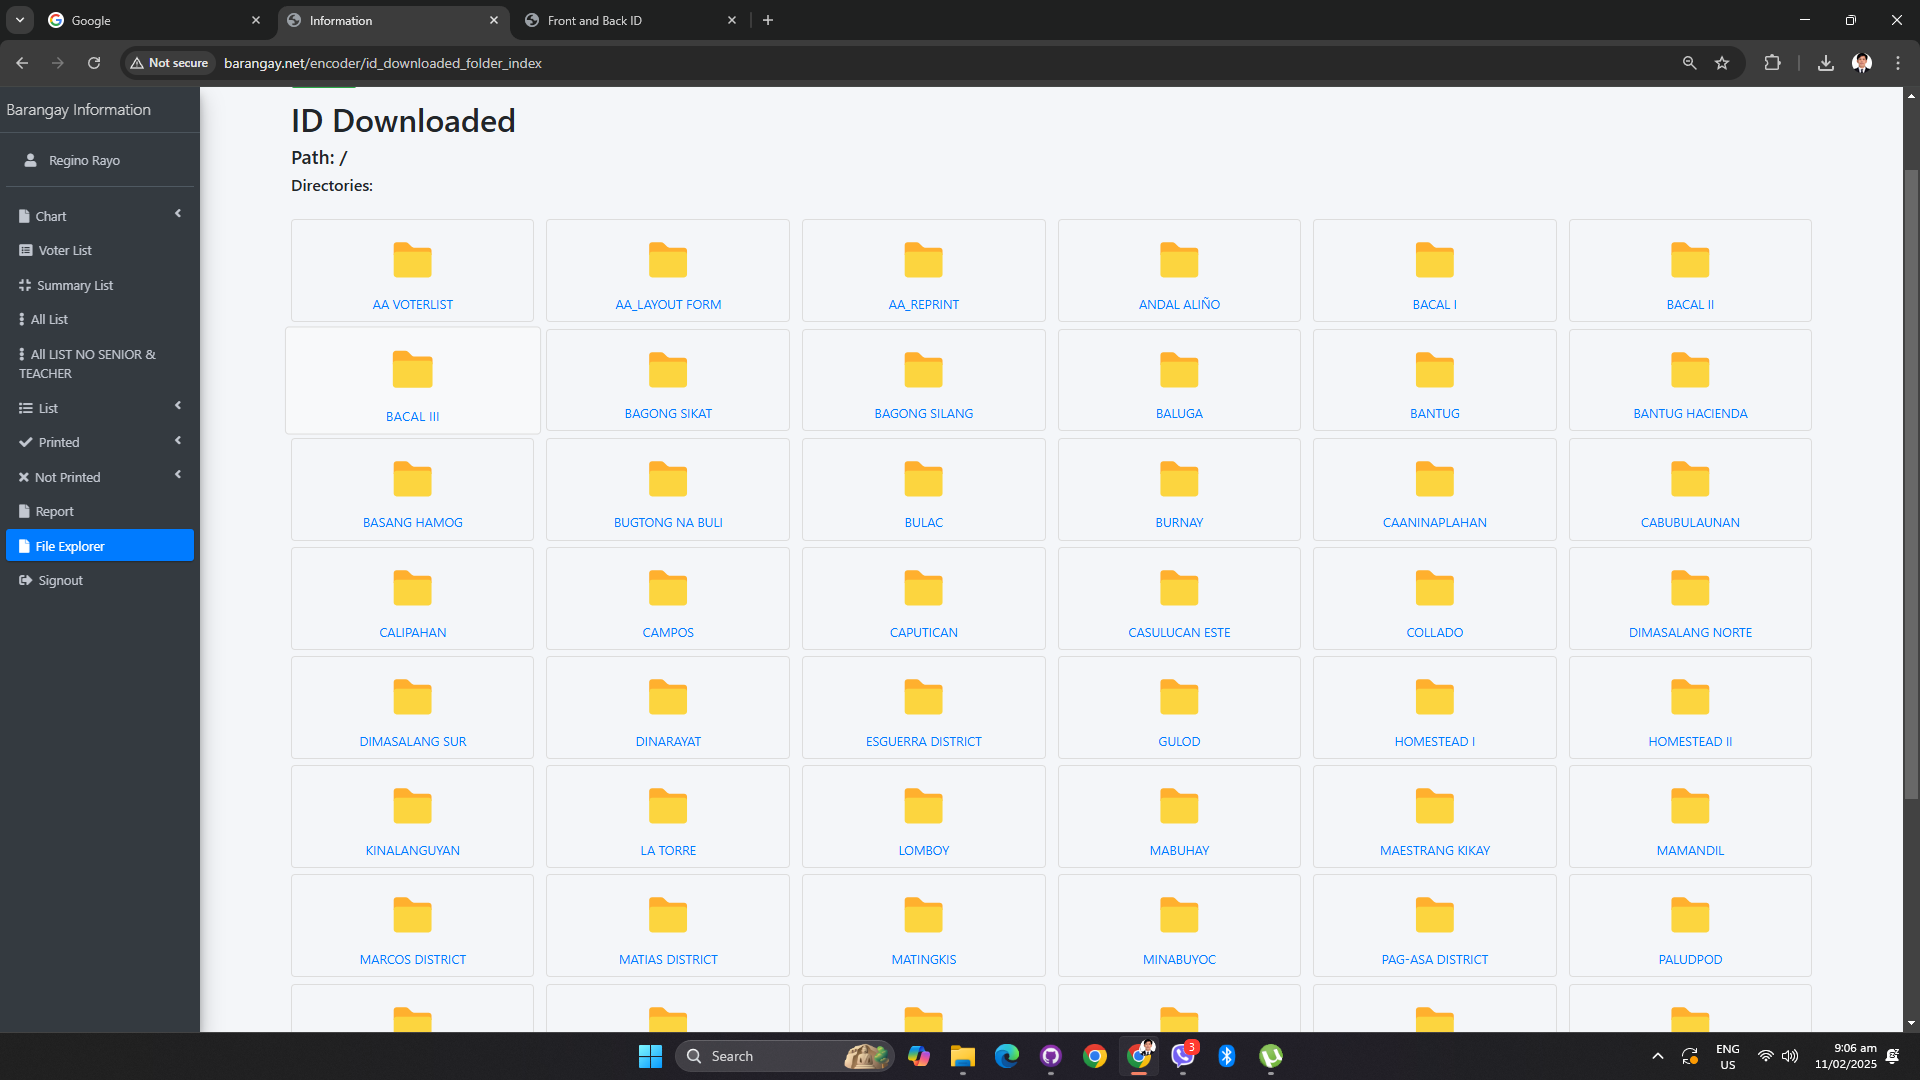 Google
Information
Front and Back ID
Not secure
barangay.net/encoder/id_downloaded_folder_index
Barangay Information
Regino Rayo
Chart
Voter List
Summary List
All List
All LIST NO SENIOR &
TEACHER
List
Printed
Not Printed
Report
File Explorer
Signout
ID Downloaded
Path: /
Directories:
AA VOTERLIST
AA_LAYOUT FORM
AA_REPRINT
ANDAL ALIÑO
BACAL I
BACAL II
BACAL III
BAGONG SIKAT
BAGONG SILANG
BALUGA
BANTUG
BANTUG HACIENDA
BASANG HAMOG
BUGTONG NA BULI
BULAC
BURNAY
CAANINAPLAHAN
CABUBULAUNAN
CALIPAHAN
CAMPOS
CAPUTICAN
CASULUCAN ESTE
COLLADO
DIMASALANG NORTE
DIMASALANG SUR
DINARAYAT
ESGUERRA DISTRICT
GULOD
HOMESTEAD I
HOMESTEAD II
KINALANGUYAN
LA TORRE
LOMBOY
MABUHAY
MAESTRANG KIKAY
MAMANDIL
MARCOS DISTRICT
MATIAS DISTRICT
MATINGKIS
MINABUYOC
PAG-ASA DISTRICT
PALUDPOD
Search
3
ENG
US
9:06 am
11/02/2025